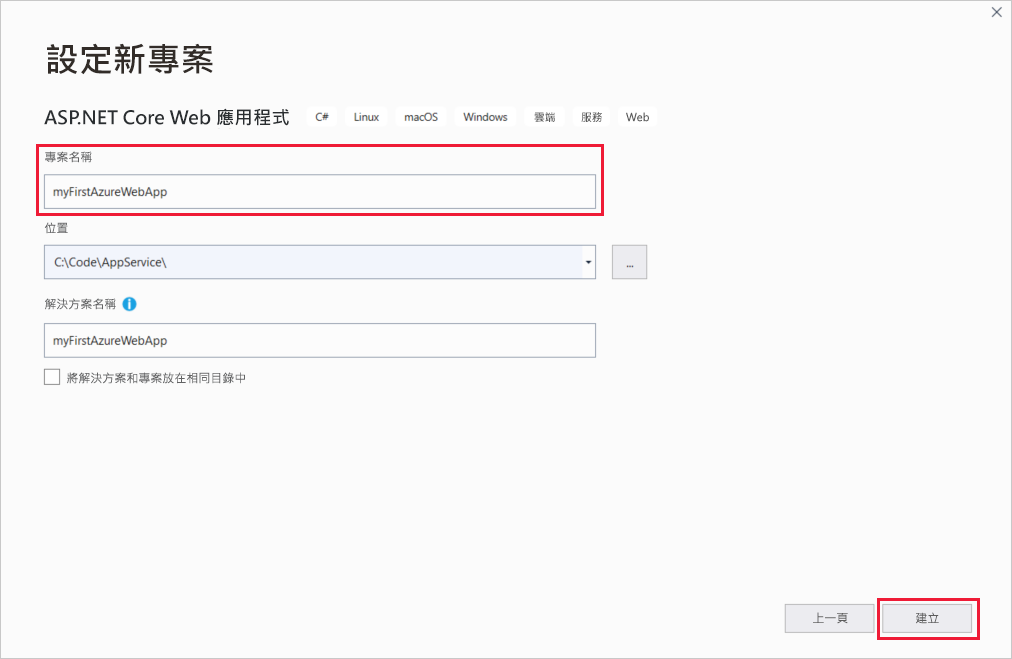 設定新專案
ASP.NET Core Web 應用程式 C# Linux macOS Windows 雲端 服務 Web
專案名稱
myFirstAzureWebApp
位置
C:\Code\AppService\ ...
解決方案名稱
myFirstAzureWebApp
將解決方案和專案放在相同目錄中
上一頁 建立